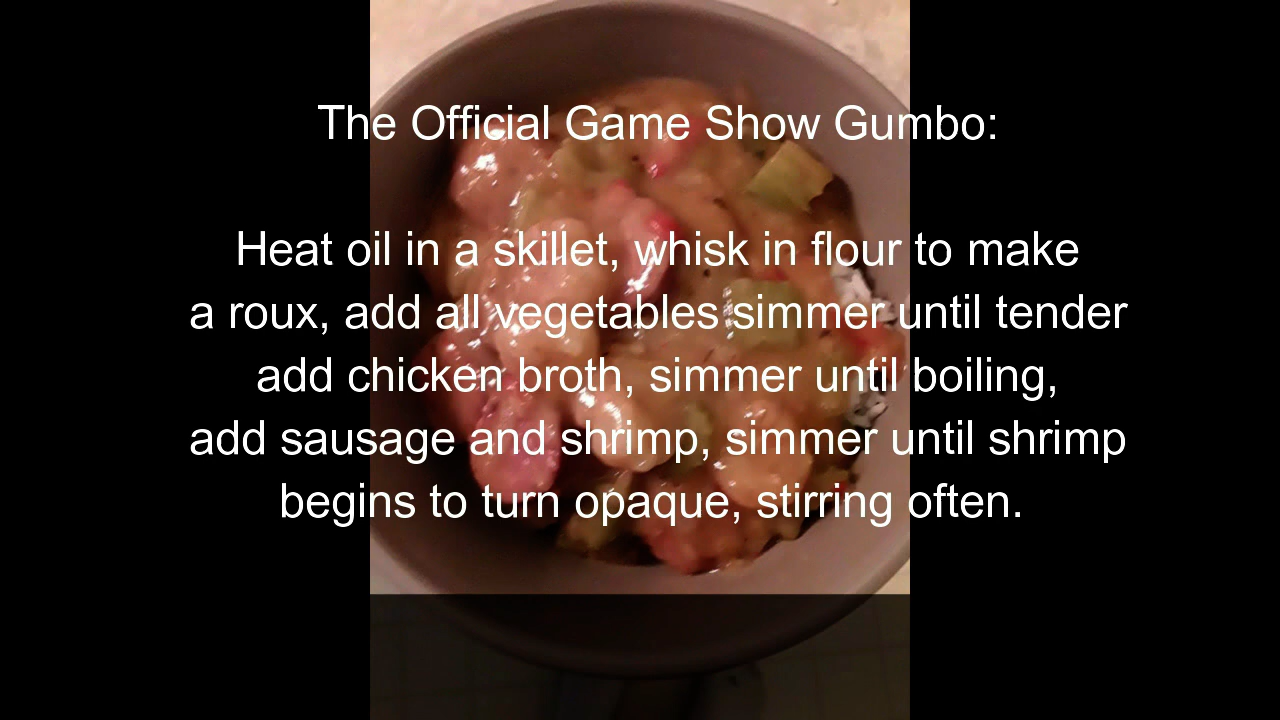 The Official Game Show Gumbo:
Heat oil in a skillet, whisk in flour to make
a roux, add all vegetables simmer until tender
add chicken broth, simmer until boiling,
add sausage and shrimp, simmer until shrimp
begins to turn opaque, stirring often.